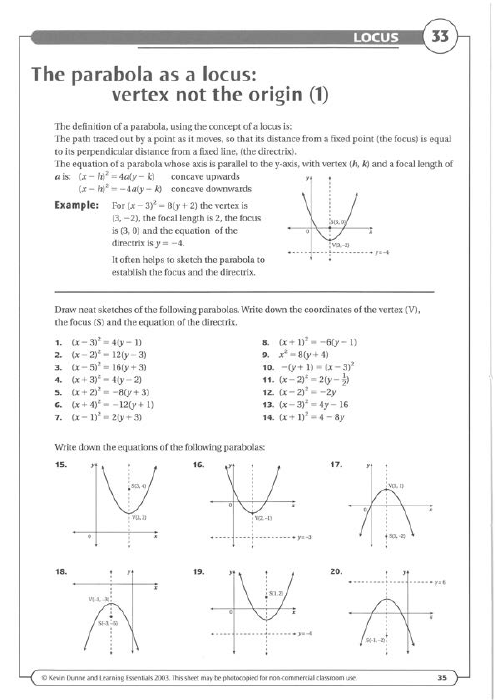 LOCUS 33
The parabola as a locus:
vertex not the origin (1)
The definition of a parabola, using the concept of a locus is:
The path traced out by a point as it moves, so that its distance from a fixed point (the focus) is equal
to its perpendicular distance from a fixed line, (the directrix).
The equation of a parabola whose axis is parallel to the y-axis, with vertex (h, k) and a focal length of
a is: (x − h)² = 4a(y − k) concave upwards
(x − h)² = −4a(y − k) concave downwards
Example: For (x − 3)² = 8(y + 2) the vertex is
(3, −2), the focal length is 2, the focus
is (3, 0) and the equation of the
directrix is y = −4.
It often helps to sketch the parabola to
establish the focus and the directrix.
y
S(3, 0)
0
x
V(3, -2)
y = -4
Draw neat sketches of the following parabolas. Write down the coordinates of the vertex (V),
the focus (S) and the equation of the directrix.
1. (x − 3)² = 4(y − 1)
2. (x − 2)² = 12(y − 3)
3. (x − 5)² = 16(y + 3)
4. (x + 3)² = 4(y − 2)
5. (x + 2)² = −8(y + 3)
6. (x + 4)² = −12(y + 1)
7. (x − 1)² = 2(y + 3)
8. (x + 1)² = −6(y − 1)
9. x² = 8(y + 4)
10. −(y + 1) = (x − 3)²
11. (x − 2)² = 2(y − ½)
12. (x − 2)² = −2y
13. (x − 3)² = 4y − 16
14. (x + 1)² = 4 − 8y
Write down the equations of the following parabolas:
15. 16. 17.
y
S(3, 4)
0
x
y
0
x
V(2, -1)
y = -3
y
V(1, 1)
0
x
S(1, -2)
18. 19. 20.
y
x
V(-3, -3)
S(-3, -5)
y
S(1, 2)
0
x
y = -4
y
y = 6
x
S(-1, -2)
© Kevin Dunne and Learning Essentials 2003. This sheet may be photocopied for non-commercial classroom use. 35